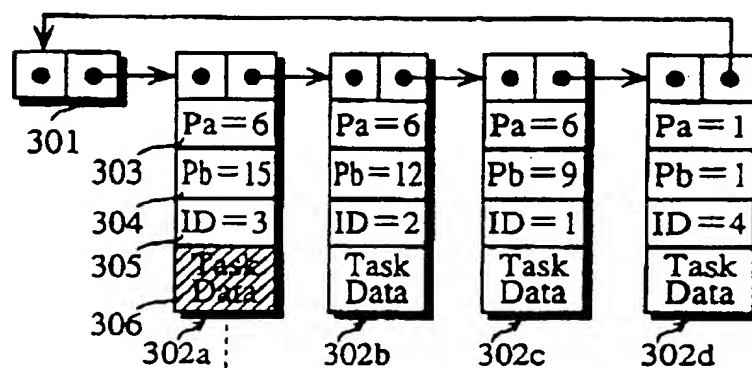 301
Pa=6 Pa=6 Pa=6 Pa=1
303
Pb=15 Pb=12 Pb=9 Pb=1
304
ID=3 ID=2 ID=1 ID=4
305
Task Task Task Task
Data Data Data Data
306
302a 302b 302c 302d